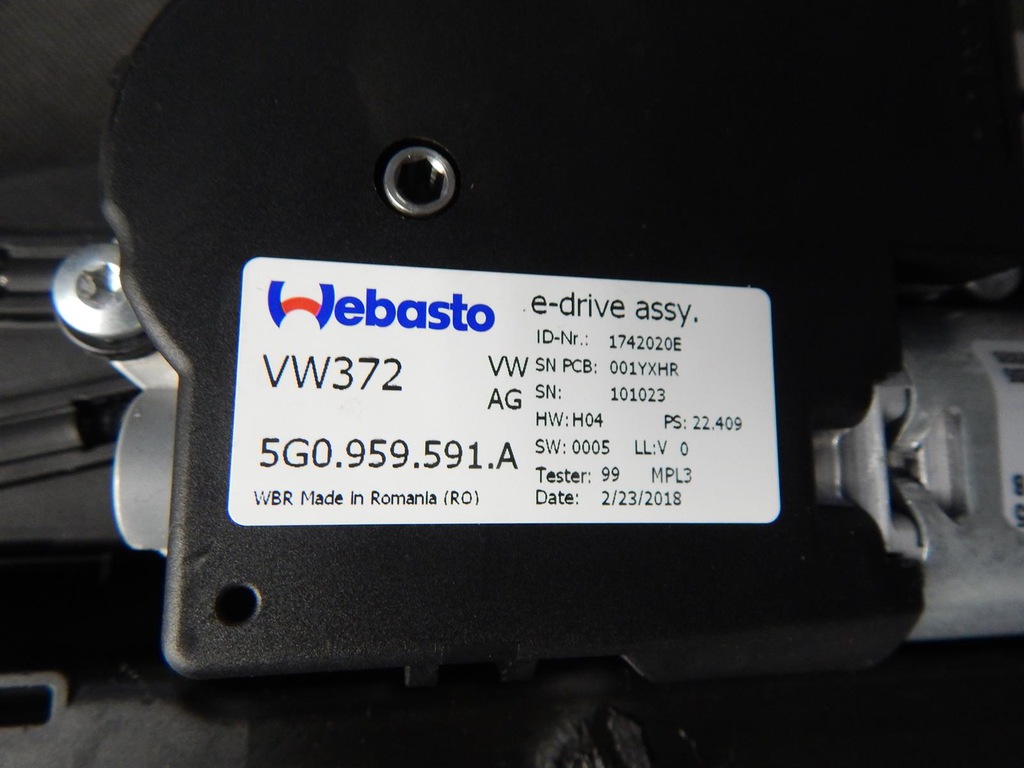 Webasto
VW372
VW AG
5G0.959.591.A
WBR Made in Romania (RO)
e-drive assy.
ID-Nr.: 1742020E
SN PCB: 001YXHR
SN: 101023
HW: H04 PS: 22.409
SW: 0005 LL:V 0
Tester: 99 MPL3
Date: 2/23/2018